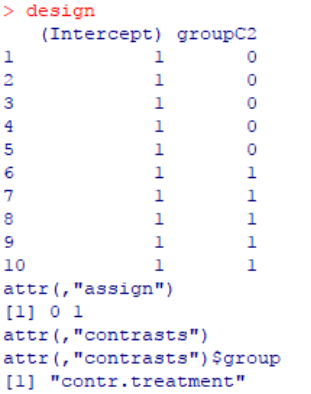 > design
   (Intercept) groupC2
1            1       0
2            1       0
3            1       0
4            1       0
5            1       0
6            1       1
7            1       1
8            1       1
9            1       1
10           1       1
attr(,"assign")
[1] 0 1
attr(,"contrasts")
attr(,"contrasts")$group
[1] "contr.treatment"